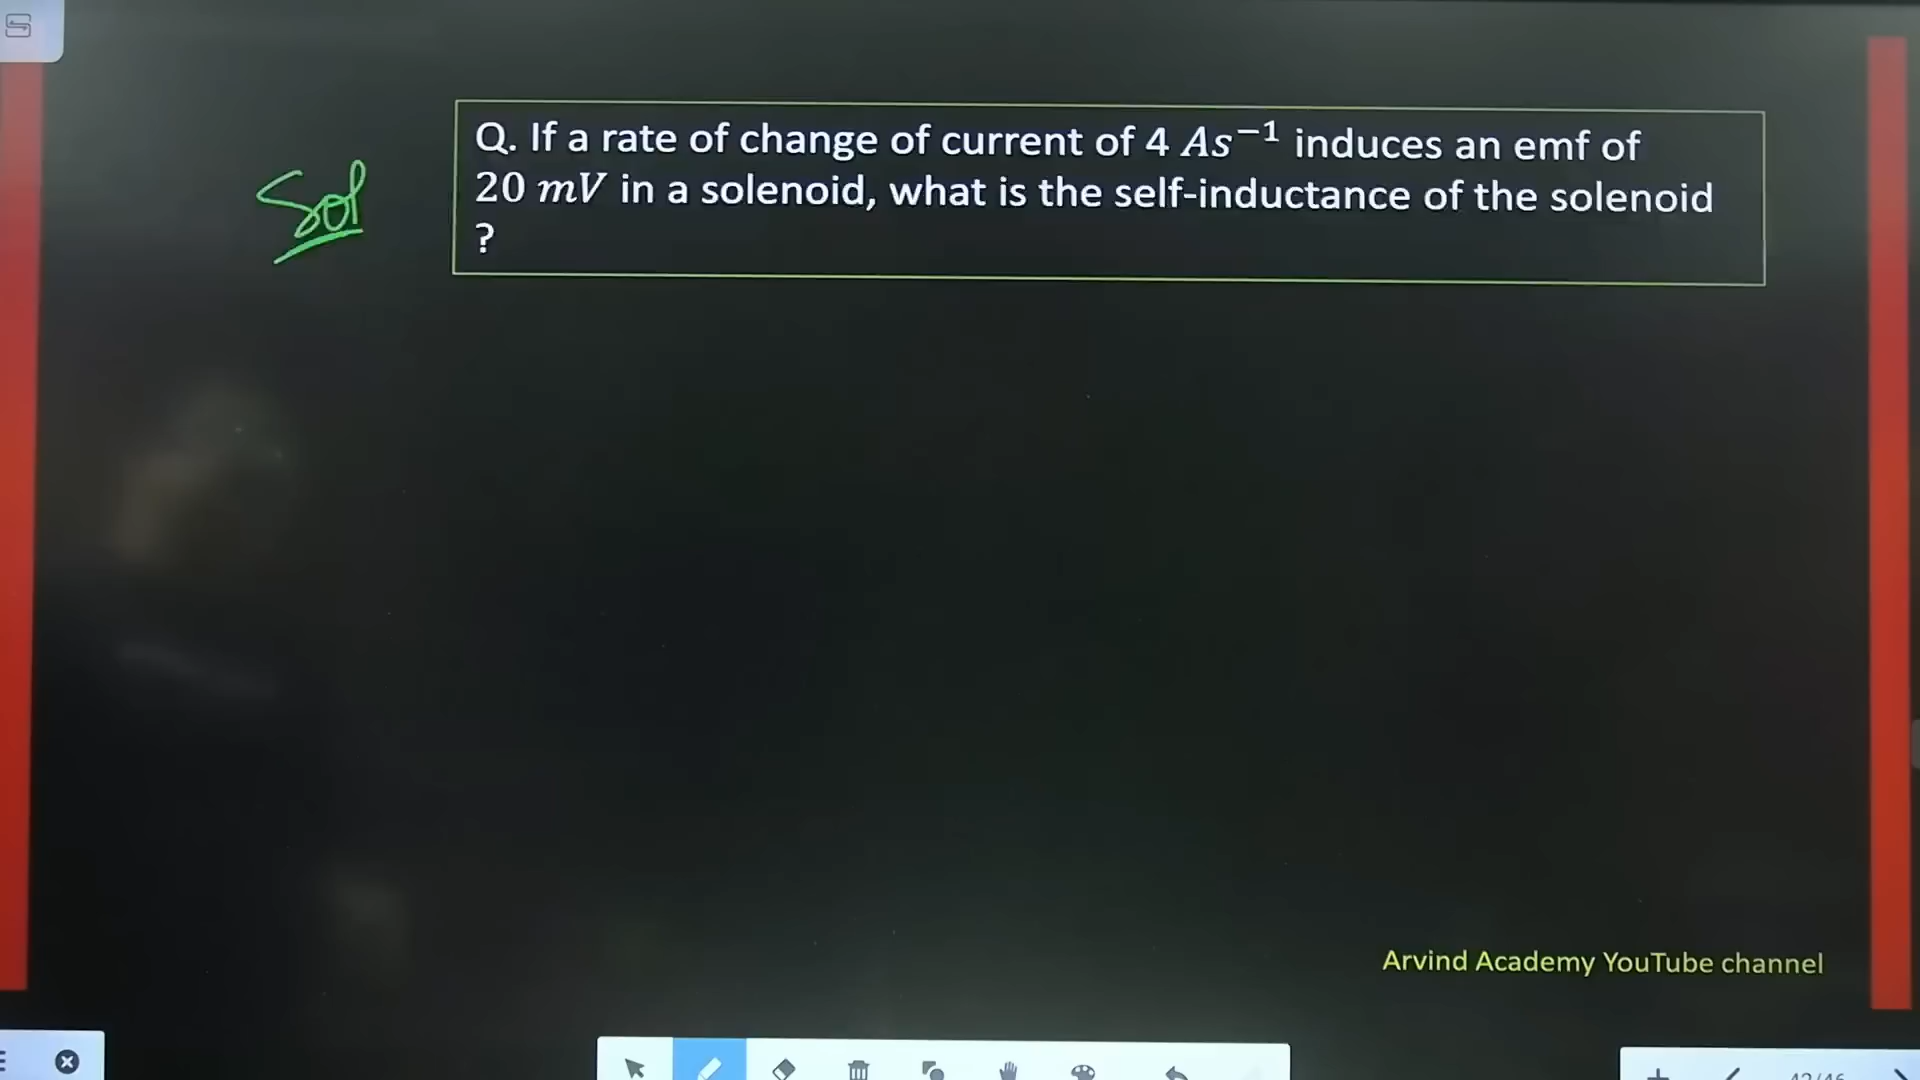 Sol
Q. If a rate of change of current of 4 As⁻¹ induces an emf of
20 mV in a solenoid, what is the self-inductance of the solenoid
?
Arvind Academy YouTube channel